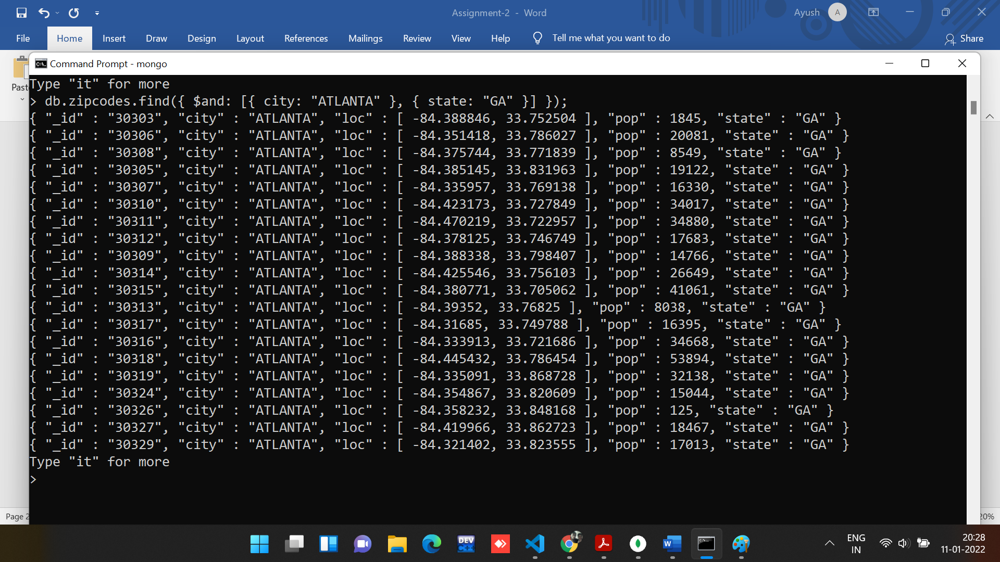 Assignment-2 - Word
Ayush
A
File Home Insert Draw Design Layout References Mailings Review View Help Tell me what you want to do Share
Command Prompt - mongo
Type "it" for more
> db.zipcodes.find({ $and: [{ city: "ATLANTA" }, { state: "GA" }] });
{ "_id" : "30303", "city" : "ATLANTA", "loc" : [ -84.388846, 33.752504 ], "pop" : 1845, "state" : "GA" }
{ "_id" : "30306", "city" : "ATLANTA", "loc" : [ -84.351418, 33.786027 ], "pop" : 20081, "state" : "GA" }
{ "_id" : "30308", "city" : "ATLANTA", "loc" : [ -84.375744, 33.771839 ], "pop" : 8549, "state" : "GA" }
{ "_id" : "30305", "city" : "ATLANTA", "loc" : [ -84.385145, 33.831963 ], "pop" : 19122, "state" : "GA" }
{ "_id" : "30307", "city" : "ATLANTA", "loc" : [ -84.335957, 33.769138 ], "pop" : 16330, "state" : "GA" }
{ "_id" : "30310", "city" : "ATLANTA", "loc" : [ -84.423173, 33.727849 ], "pop" : 34017, "state" : "GA" }
{ "_id" : "30311", "city" : "ATLANTA", "loc" : [ -84.470219, 33.722957 ], "pop" : 34880, "state" : "GA" }
{ "_id" : "30312", "city" : "ATLANTA", "loc" : [ -84.378125, 33.746749 ], "pop" : 17683, "state" : "GA" }
{ "_id" : "30309", "city" : "ATLANTA", "loc" : [ -84.388338, 33.798407 ], "pop" : 14766, "state" : "GA" }
{ "_id" : "30314", "city" : "ATLANTA", "loc" : [ -84.425546, 33.756103 ], "pop" : 26649, "state" : "GA" }
{ "_id" : "30315", "city" : "ATLANTA", "loc" : [ -84.380771, 33.705062 ], "pop" : 41061, "state" : "GA" }
{ "_id" : "30313", "city" : "ATLANTA", "loc" : [ -84.39352, 33.76825 ], "pop" : 8038, "state" : "GA" }
{ "_id" : "30317", "city" : "ATLANTA", "loc" : [ -84.31685, 33.749788 ], "pop" : 16395, "state" : "GA" }
{ "_id" : "30316", "city" : "ATLANTA", "loc" : [ -84.333913, 33.721686 ], "pop" : 34668, "state" : "GA" }
{ "_id" : "30318", "city" : "ATLANTA", "loc" : [ -84.445432, 33.786454 ], "pop" : 53894, "state" : "GA" }
{ "_id" : "30319", "city" : "ATLANTA", "loc" : [ -84.335091, 33.868728 ], "pop" : 32138, "state" : "GA" }
{ "_id" : "30324", "city" : "ATLANTA", "loc" : [ -84.354867, 33.820609 ], "pop" : 15044, "state" : "GA" }
{ "_id" : "30326", "city" : "ATLANTA", "loc" : [ -84.358232, 33.848168 ], "pop" : 125, "state" : "GA" }
{ "_id" : "30327", "city" : "ATLANTA", "loc" : [ -84.419966, 33.862723 ], "pop" : 18467, "state" : "GA" }
{ "_id" : "30329", "city" : "ATLANTA", "loc" : [ -84.321402, 33.823555 ], "pop" : 17013, "state" : "GA" }
Type "it" for more
>
Past
Page 2
20%
DEV
C++
W
ENG
IN
20:28
11-01-2022